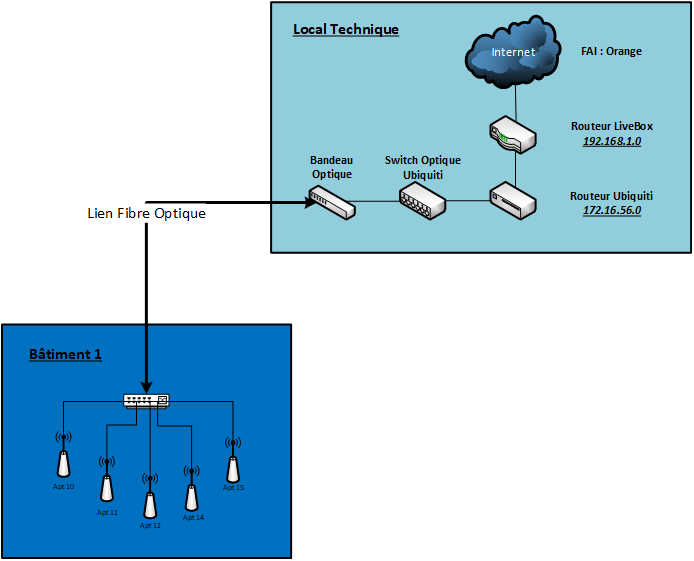 Local Technique
Internet
FAI : Orange
Routeur LiveBox
192.168.1.0
Bandeau
Optique
Switch Optique
Ubiquiti
Routeur Ubiquiti
172.16.56.0
Lien Fibre Optique
Bâtiment 1
Apt 10
Apt 11
Apt 12
Apt 14
Apt 15